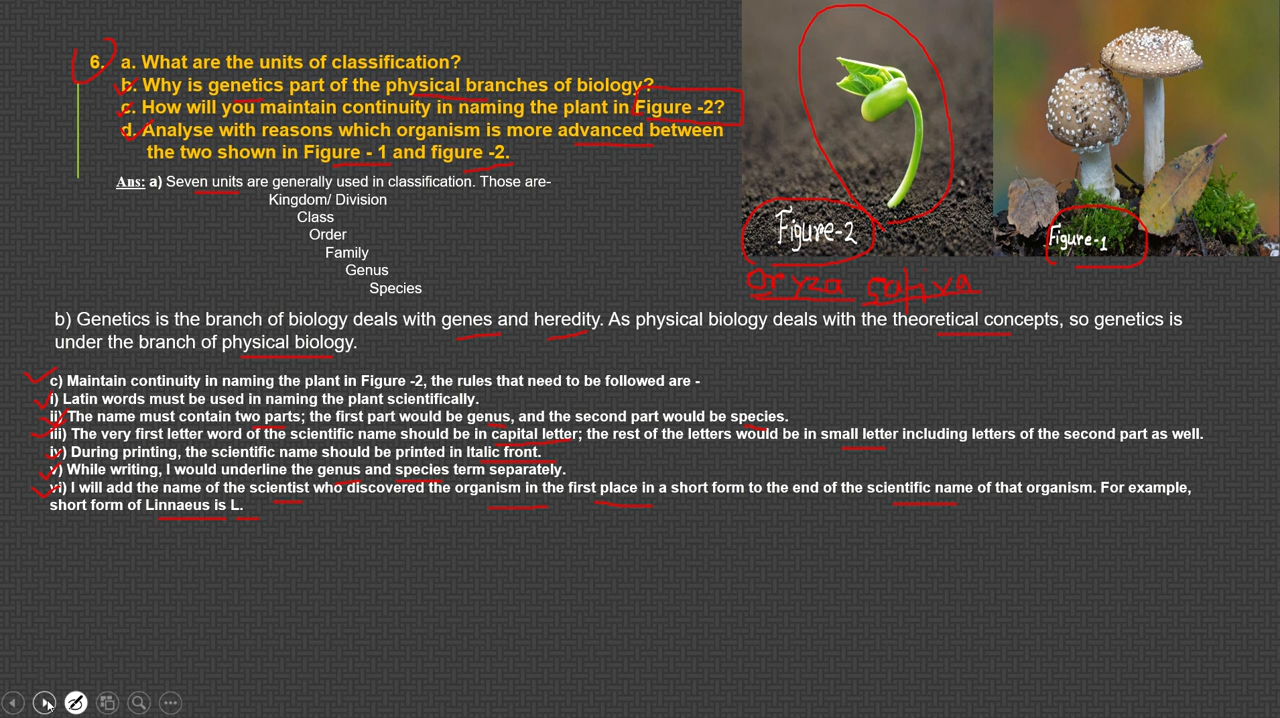 6. a. What are the units of classification?
b. Why is genetics part of the physical branches of biology?
c. How will you maintain continuity in naming the plant in Figure -2?
d. Analyse with reasons which organism is more advanced between
the two shown in Figure - 1 and figure -2.
Ans: a) Seven units are generally used in classification. Those are-
Kingdom/ Division
Class
Order
Family
Genus
Species
Figure-2
Figure-1
Oryza sativa
b) Genetics is the branch of biology deals with genes and heredity. As physical biology deals with the theoretical concepts, so genetics is
under the branch of physical biology.
c) Maintain continuity in naming the plant in Figure -2, the rules that need to be followed are -
i) Latin words must be used in naming the plant scientifically.
ii) The name must contain two parts; the first part would be genus, and the second part would be species.
iii) The very first letter word of the scientific name should be in capital letter; the rest of the letters would be in small letter including letters of the second part as well.
iv) During printing, the scientific name should be printed in Italic front.
v) While writing, I would underline the genus and species term separately.
vi) I will add the name of the scientist who discovered the organism in the first place in a short form to the end of the scientific name of that organism. For example,
short form of Linnaeus is L.